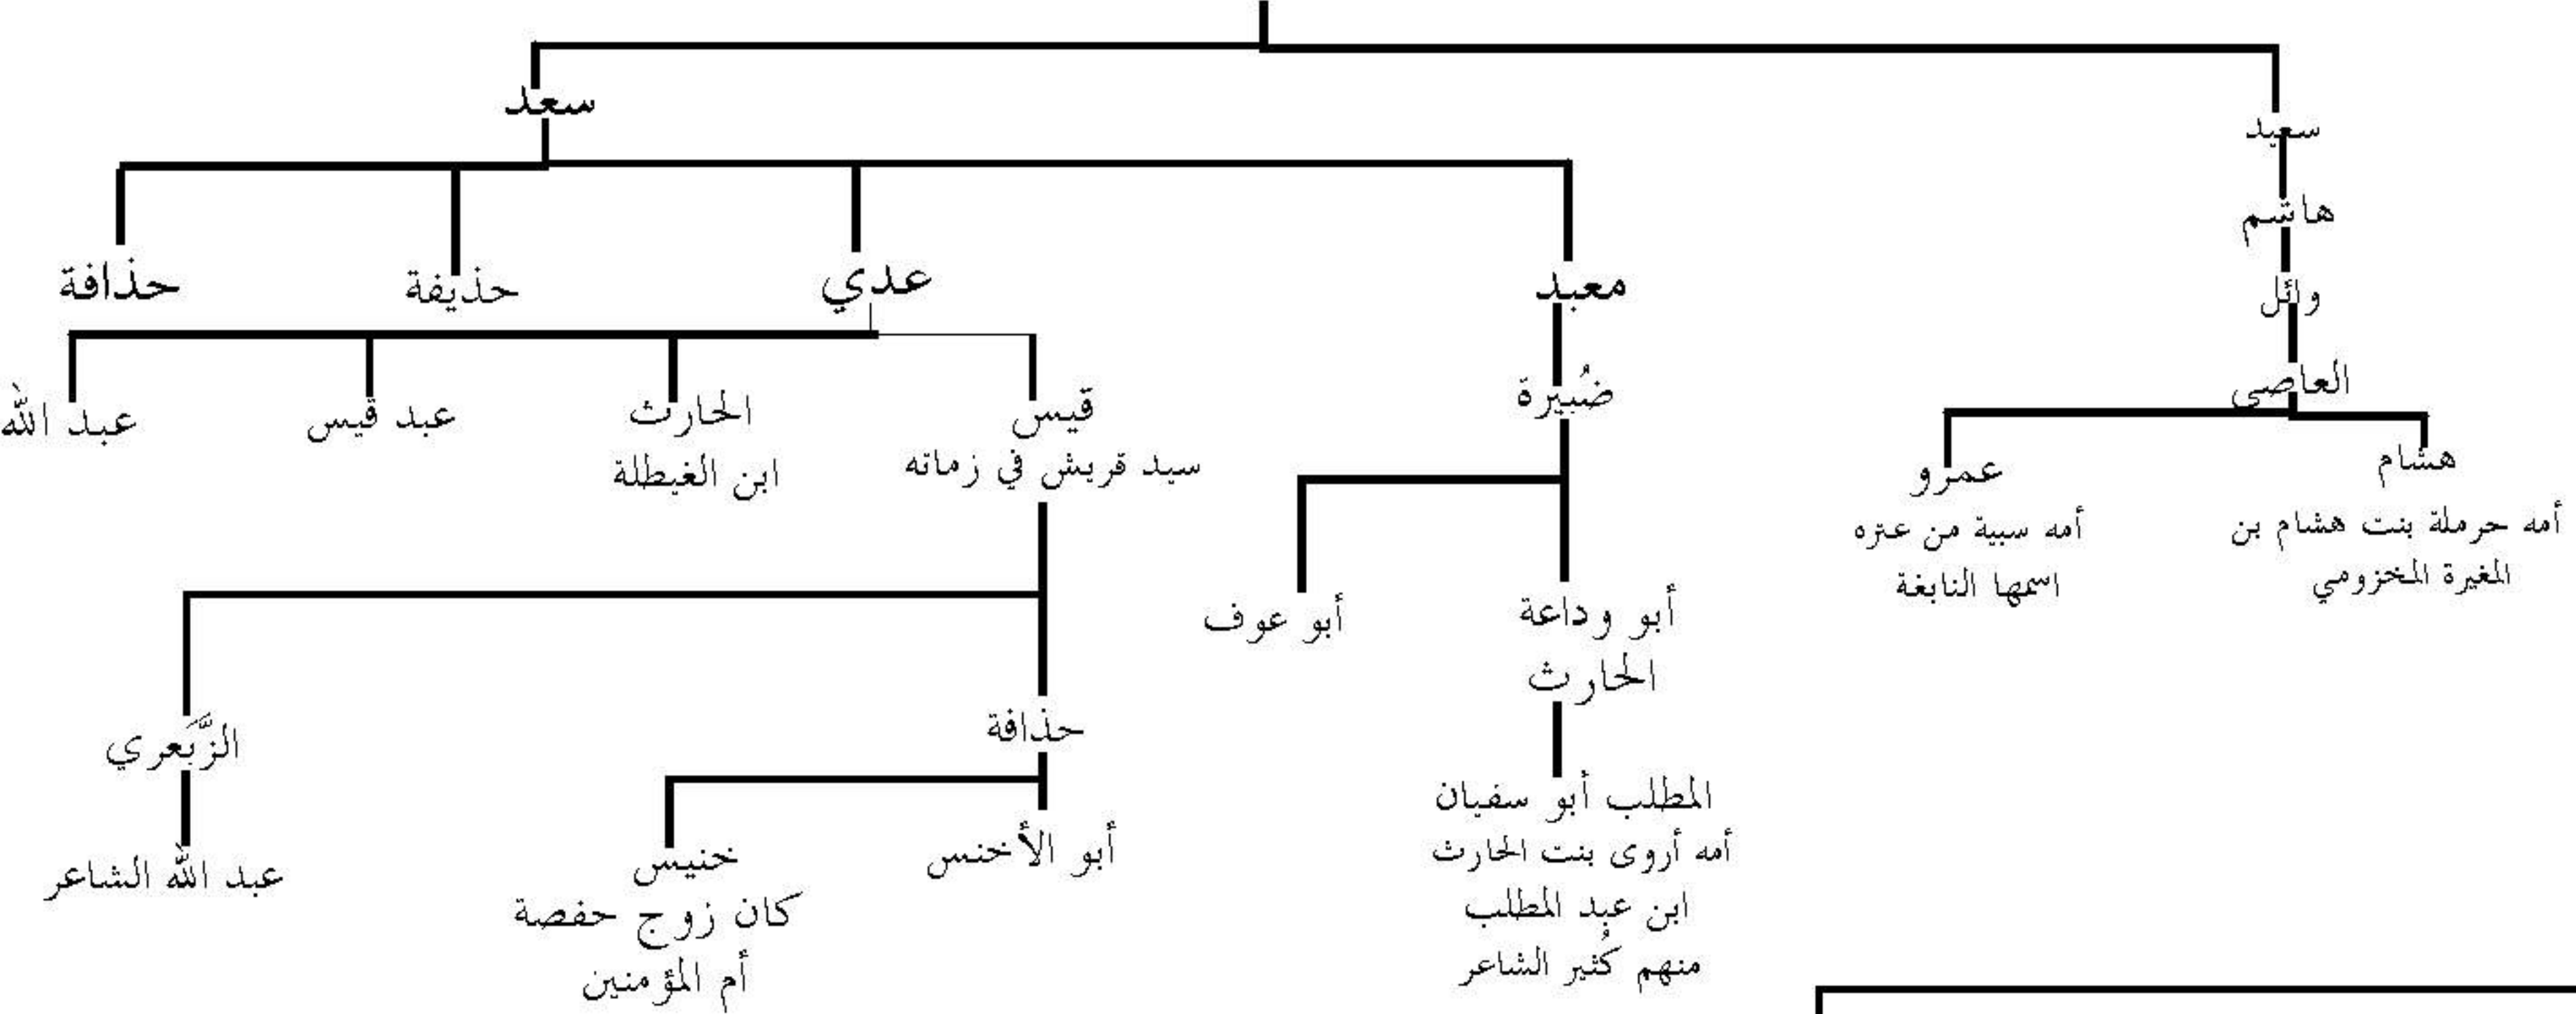 سعد
سعيد
هاشم
وائل
العاصي
هشام
أمه حرملة بنت هشام بن
المغيرة المخزومي
عمرو
أمه سبية من عتره
اسمها النابغة
معبد
عدي
حذيفة
حذافة
ضُبيرة
قيس
سيد قريش في زمانه
الحارث
ابن الغيطلة
عبد قيس
عبد الله
أبو وداعة
الحارث
أبو عوف
المطلب أبو سفيان
أمه أروى بنت الحارث
ابن عبد المطلب
منهم كُثير الشاعر
حذافة
الزَّبَعري
أبو الأخنس
خنيس
كان زوج حفصة
أم المؤمنين
عبد الله الشاعر